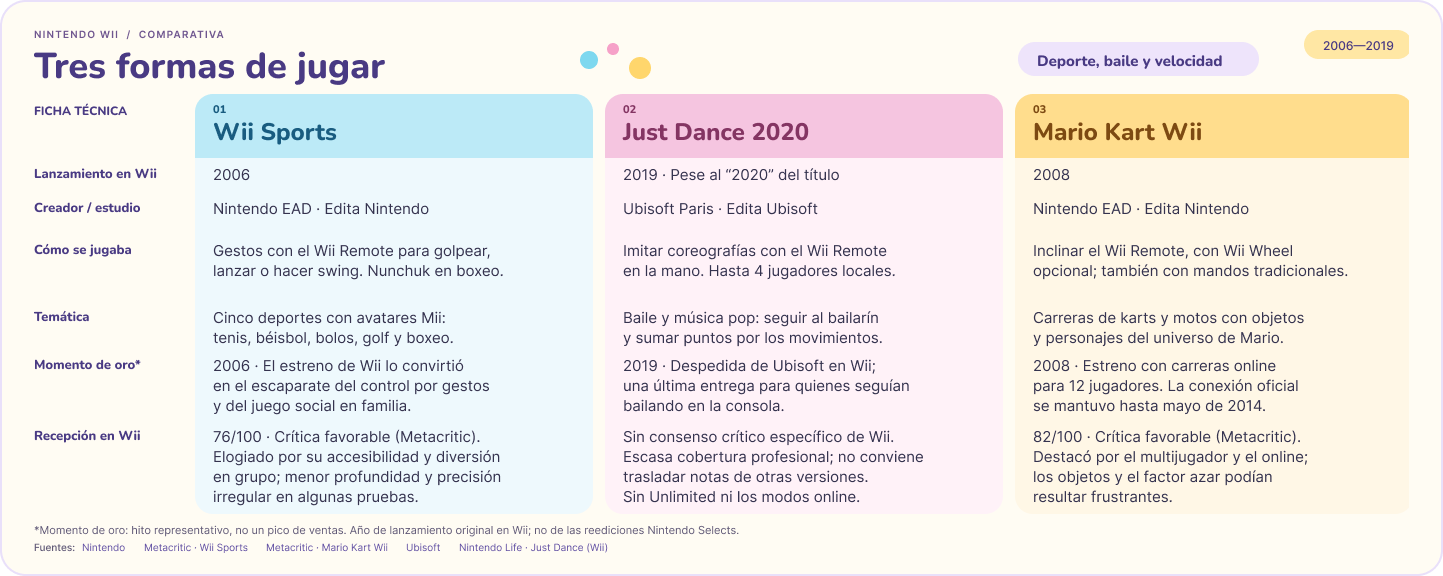 NINTENDO WII / COMPARATIVA
Tres formas de jugar
Deporte, baile y velocidad
2006—2019
FICHA TÉCNICA
01
Wii Sports
02
Just Dance 2020
03
Mario Kart Wii
Lanzamiento en Wii
2006
2019 · Pese al “2020” del título
2008
Creador / estudio
Nintendo EAD · Edita Nintendo
Ubisoft Paris · Edita Ubisoft
Nintendo EAD · Edita Nintendo
Cómo se jugaba
Gestos con el Wii Remote para golpear,
lanzar o hacer swing. Nunchuk en boxeo.
Imitar coreografías con el Wii Remote
en la mano. Hasta 4 jugadores locales.
Inclinar el Wii Remote, con Wii Wheel
opcional; también con mandos tradicionales.
Temática
Cinco deportes con avatares Mii:
tenis, béisbol, bolos, golf y boxeo.
Baile y música pop: seguir al bailarín
y sumar puntos por los movimientos.
Carreras de karts y motos con objetos
y personajes del universo de Mario.
Momento de oro*
2006 · El estreno de Wii lo convirtió
en el escaparate del control por gestos
y del juego social en familia.
2019 · Despedida de Ubisoft en Wii;
una última entrega para quienes seguían
bailando en la consola.
2008 · Estreno con carreras online
para 12 jugadores. La conexión oficial
se mantuvo hasta mayo de 2014.
Recepción en Wii
76/100 · Crítica favorable (Metacritic).
Elogiado por su accesibilidad y diversión
en grupo; menor profundidad y precisión
irregular en algunas pruebas.
Sin consenso crítico específico de Wii.
Escasa cobertura profesional; no conviene
trasladar notas de otras versiones.
Sin Unlimited ni los modos online.
82/100 · Crítica favorable (Metacritic).
Destacó por el multijugador y el online;
los objetos y el factor azar podían
resultar frustrantes.
*Momento de oro: hito representativo, no un pico de ventas. Año de lanzamiento original en Wii; no de las reediciones Nintendo Selects.
Fuentes: Nintendo Metacritic · Wii Sports Metacritic · Mario Kart Wii Ubisoft Nintendo Life · Just Dance (Wii)